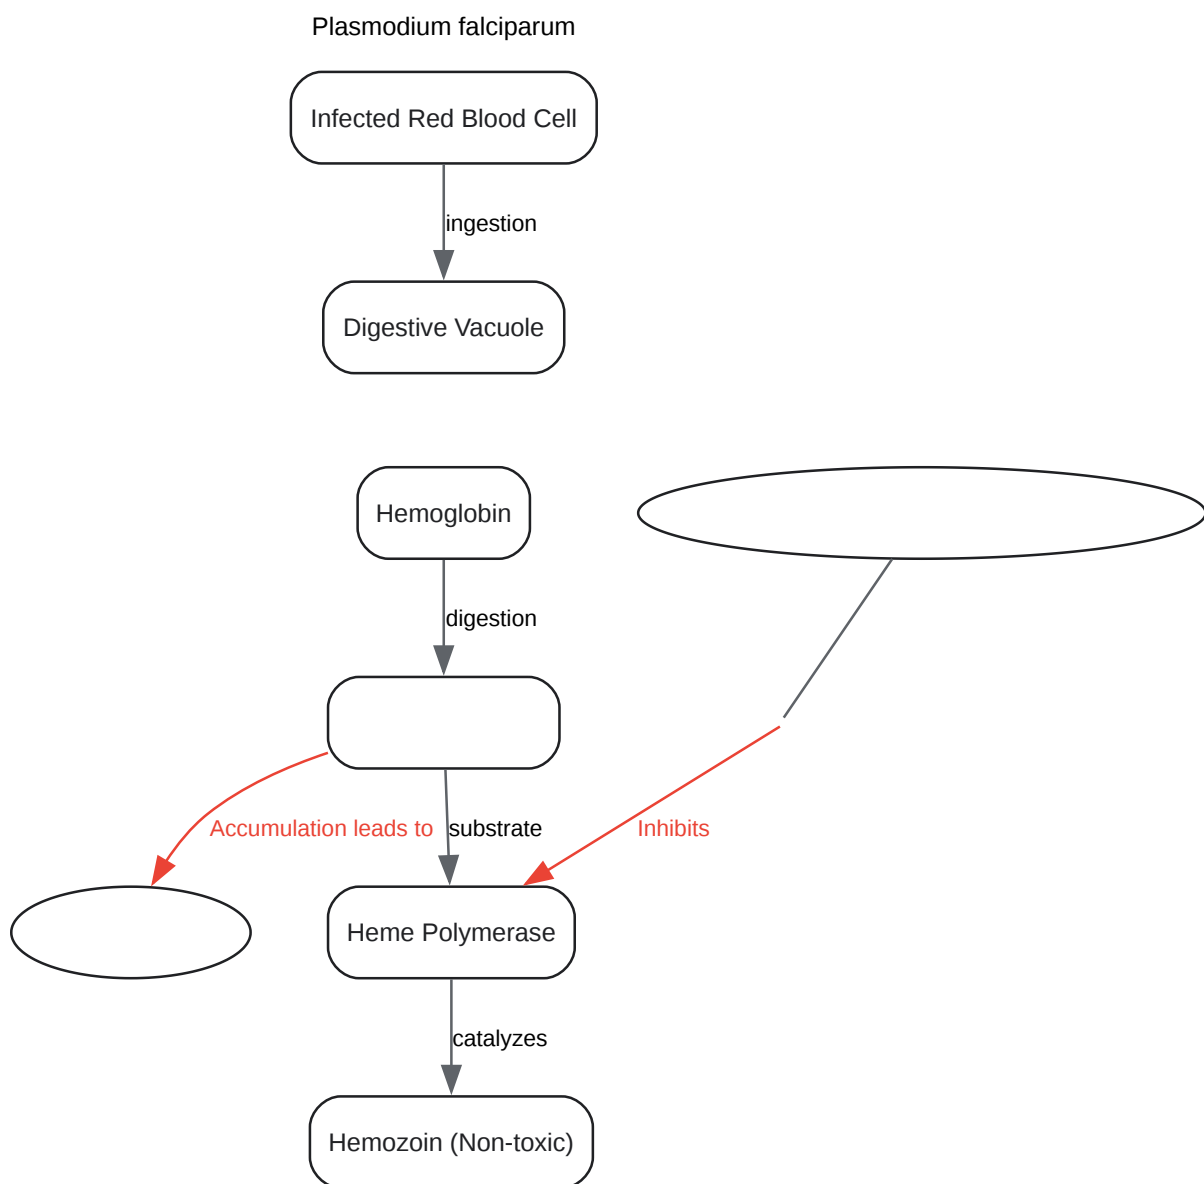 Plasmodium falciparum
Infected Red Blood Cell
ingestion
Digestive Vacuole
Hemoglobin
digestion
Accumulation leads to
substrate
Inhibits
Heme Polymerase
catalyzes
Hemozoin (Non-toxic)